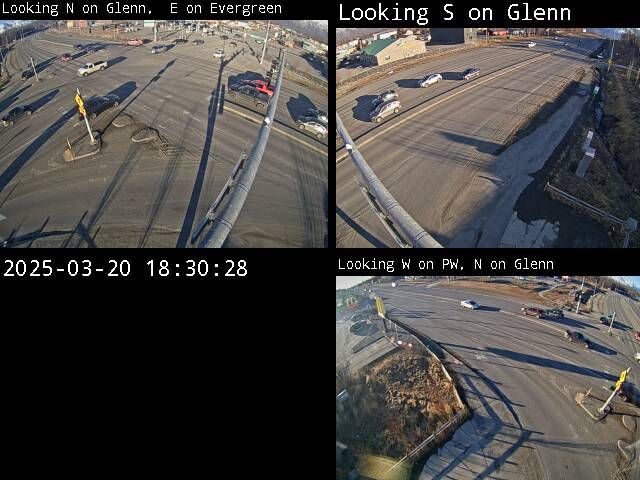 Looking N on Glenn,  E on Evergreen
Looking S on Glenn
2025-03-20 18:30:28
Looking W on PW, N on Glenn